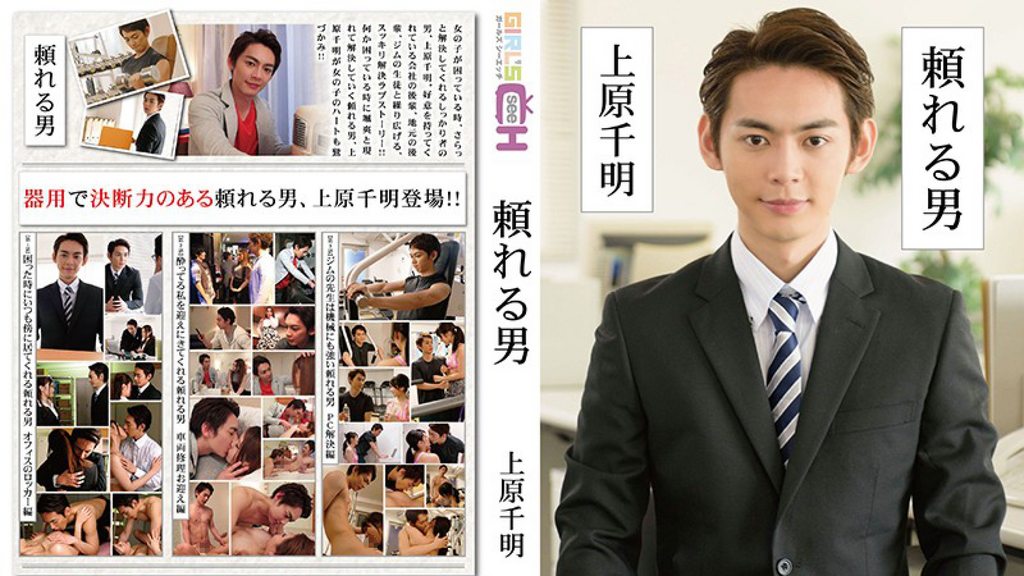 頼れる男
女の子が困っている時、さらっ
と解決してくれるしっかり者の
男、上原千明。好意を持ってく
れている会社の後輩、地元の後
輩、ジムの生徒と繰り広げる、
スッキリ解決ラブストーリー!!
何か困っている時に颯爽と現
れて解決していく頼れる男、上
原千明が女の子のハートも鷲
づかみ!!
器用で決断力のある頼れる男、上原千明登場!!
困った時にいつも傍に居てくれる頼れる男 オフィスのロッカー編
酔ってる私を迎えにきてくれる頼れる男 車両修理お迎え編
ジムの先生は機械にも強い頼れる男 PC解決編
GIRL'S
ガールズ シーエッチ
see
CH
頼れる男
上原千明
上原千明
頼れる男